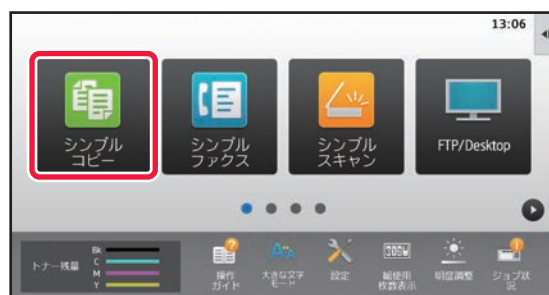 13:06
シンプル
コピー
シンプル
ファクス
シンプル
スキャン
FTP/Desktop
トナー残量
Bk
C
M
Y
操作
ガイド
大きな文字
モード
設定
総使用
枚数表示
明度調整
ジョブ状
況